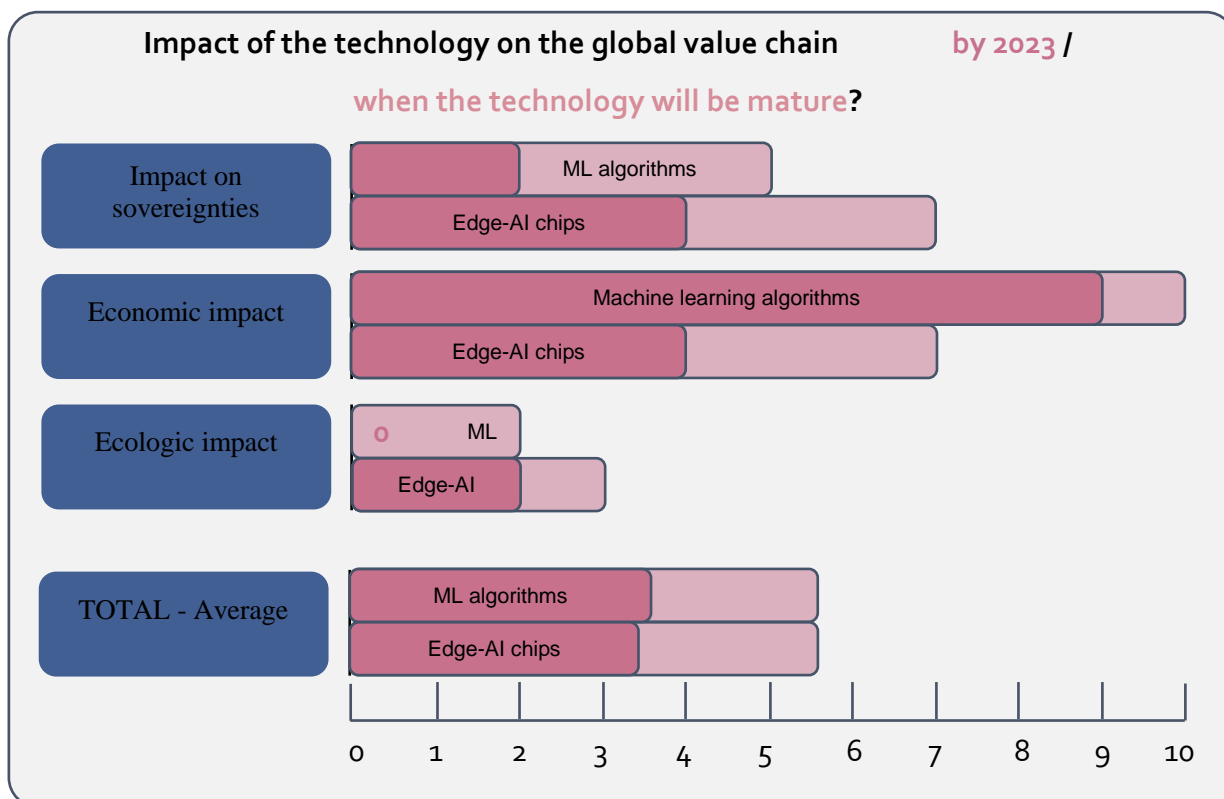 Impact of the technology on the global value chain by 2023 /
when the technology will be mature?
Impact on
sovereignties
ML algorithms
Edge-AI chips
Economic impact
Machine learning algorithms
Edge-AI chips
Ecologic impact
0 ML
Edge-AI
TOTAL - Average
ML algorithms
Edge-AI chips
0 1 2 3 4 5 6 7 8 9 10